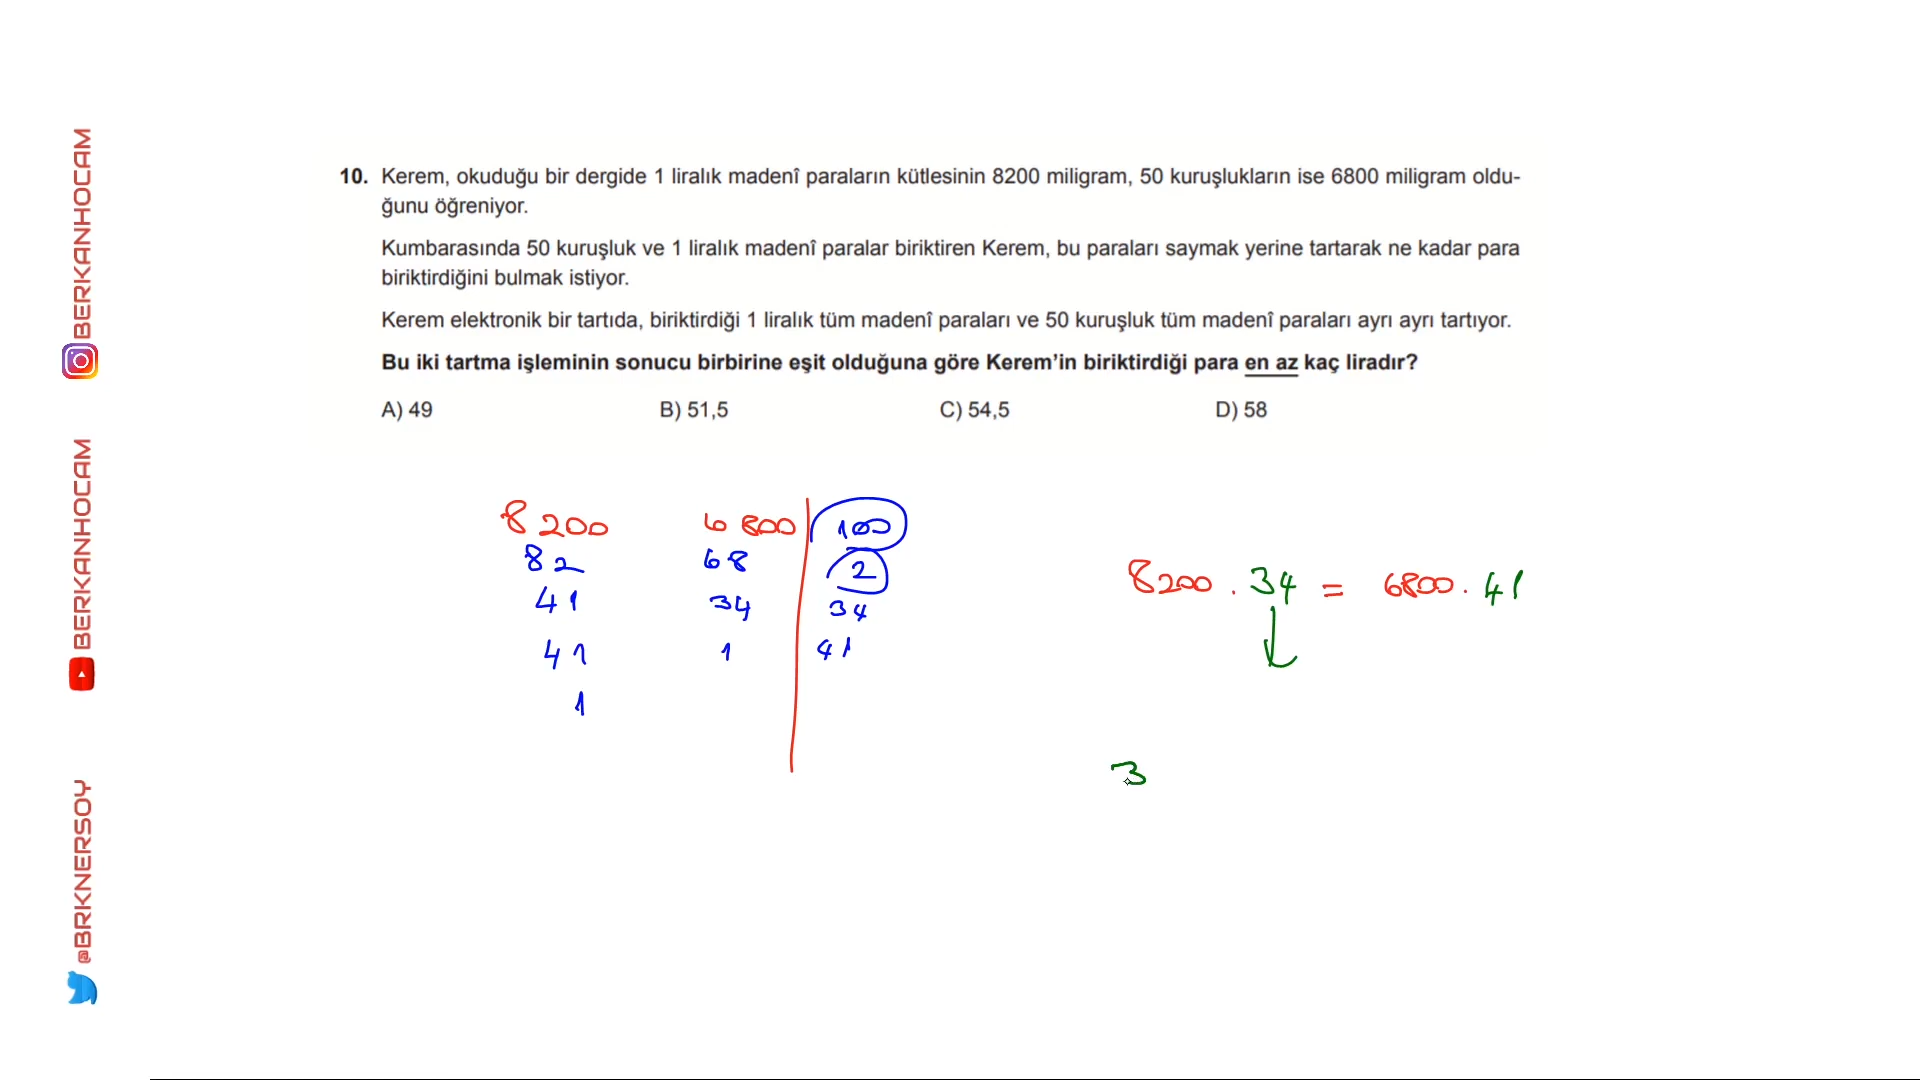 BERKANHOCAM
BERKANHOCAM
@BRKNERSOY
10. Kerem, okuduğu bir dergide 1 liralık madenî paraların kütlesinin 8200 miligram, 50 kuruşlukların ise 6800 miligram oldu-
ğunu öğreniyor.
Kumbarasında 50 kuruşluk ve 1 liralık madenî paralar biriktiren Kerem, bu paraları saymak yerine tartarak ne kadar para
biriktirdiğini bulmak istiyor.
Kerem elektronik bir tartıda, biriktirdiği 1 liralık tüm madenî paraları ve 50 kuruşluk tüm madenî paraları ayrı ayrı tartıyor.
Bu iki tartma işleminin sonucu birbirine eşit olduğuna göre Kerem'in biriktirdiği para en az kaç liradır?
A) 49 B) 51,5 C) 54,5 D) 58
8200 6800 100
82 68 2
41 34 34
41 1 41
1
8200 . 34 = 6800 . 41
3